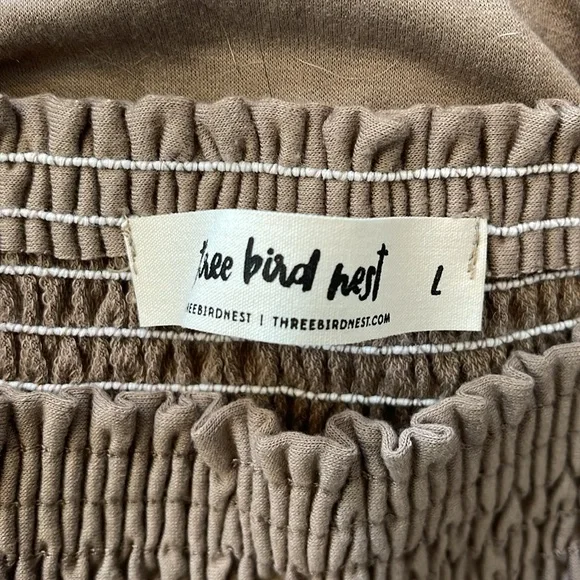 three bird nest L
THREEBIRDNEST | THREEBIRDNEST.COM